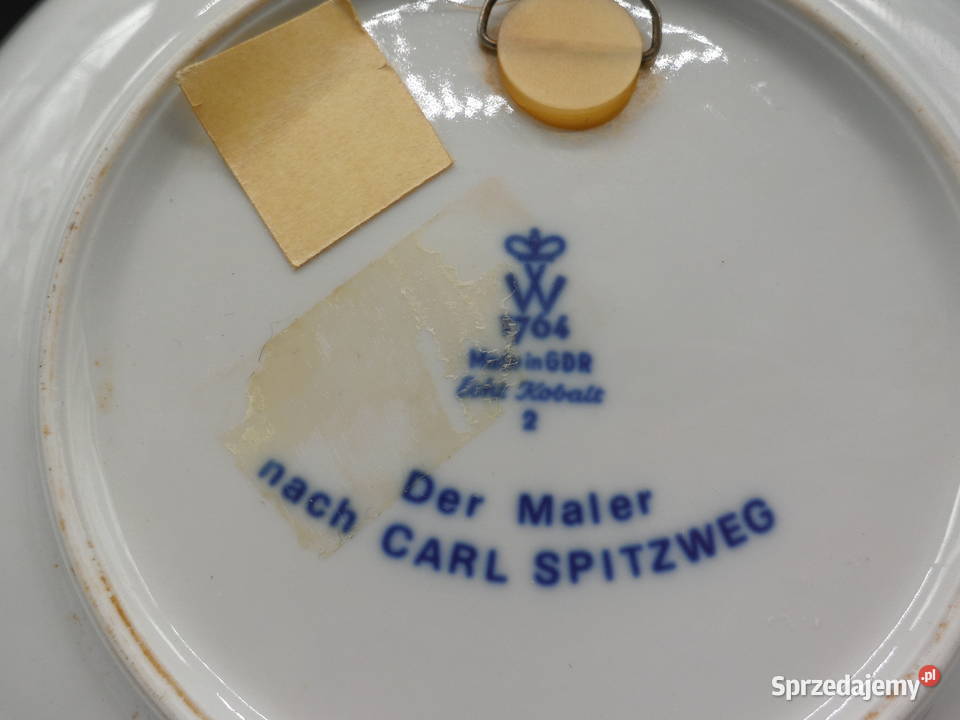 W
1764
Made in GDR
Echt Kobalt
2
Der Maler
nach CARL SPITZWEG
Sprzedajemy.pl